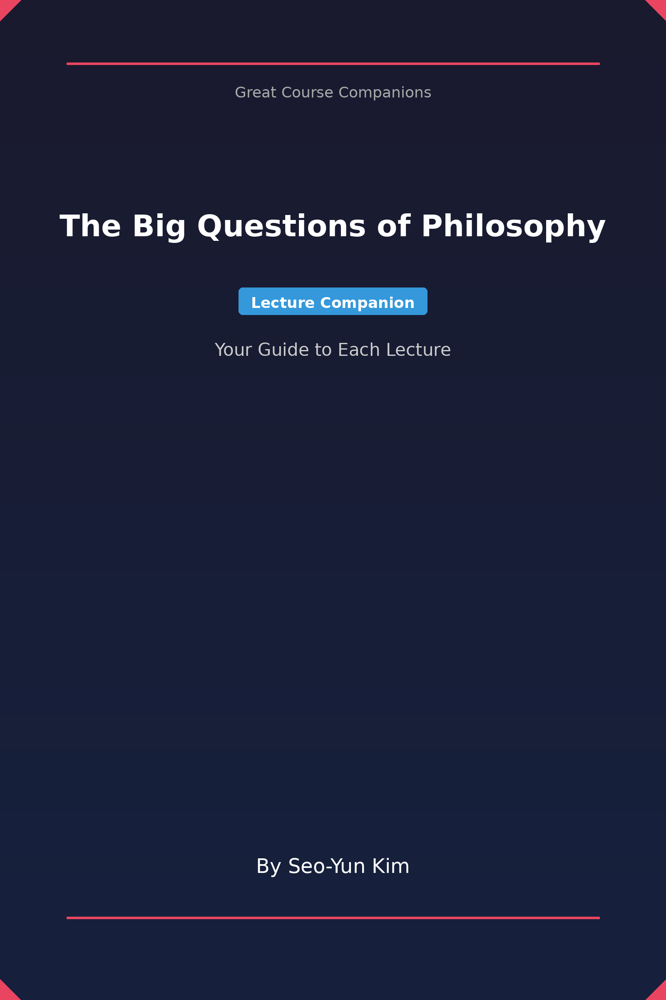 Great Course Companions
The Big Questions of Philosophy
Lecture Companion
Your Guide to Each Lecture
By Seo-Yun Kim